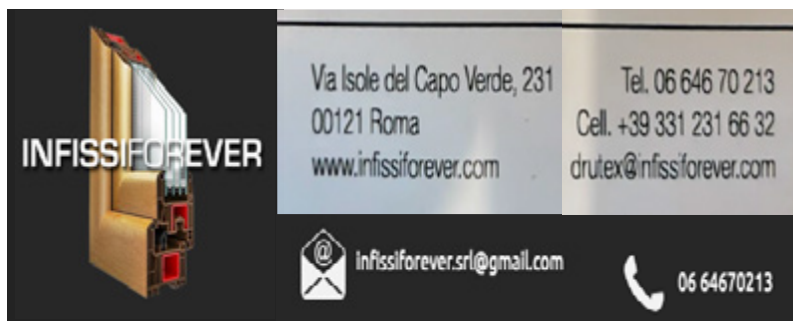 INFISSIFOREVER
Via Isole del Capo Verde, 231
00121 Roma
www.infissiforever.com
Tel. 06 646 70 213
Cell. +39 331 231 66 32
drutex@infissiforever.com
@
infissiforever.srl@gmail.com
06 64670213